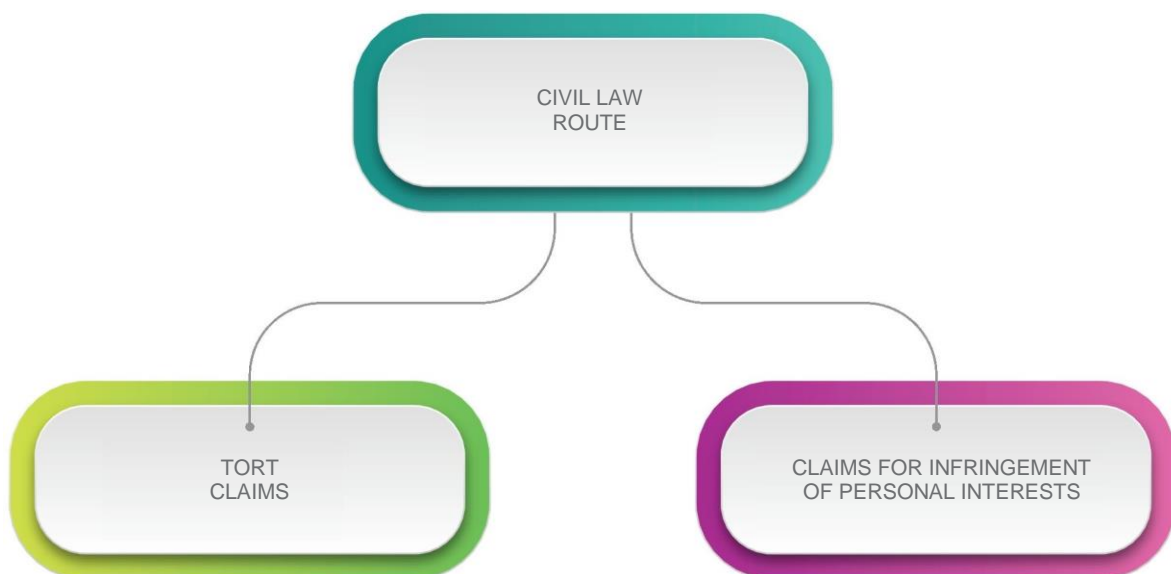 CIVIL LAW
ROUTE
TORT
CLAIMS
CLAIMS FOR INFRINGEMENT
OF PERSONAL INTERESTS